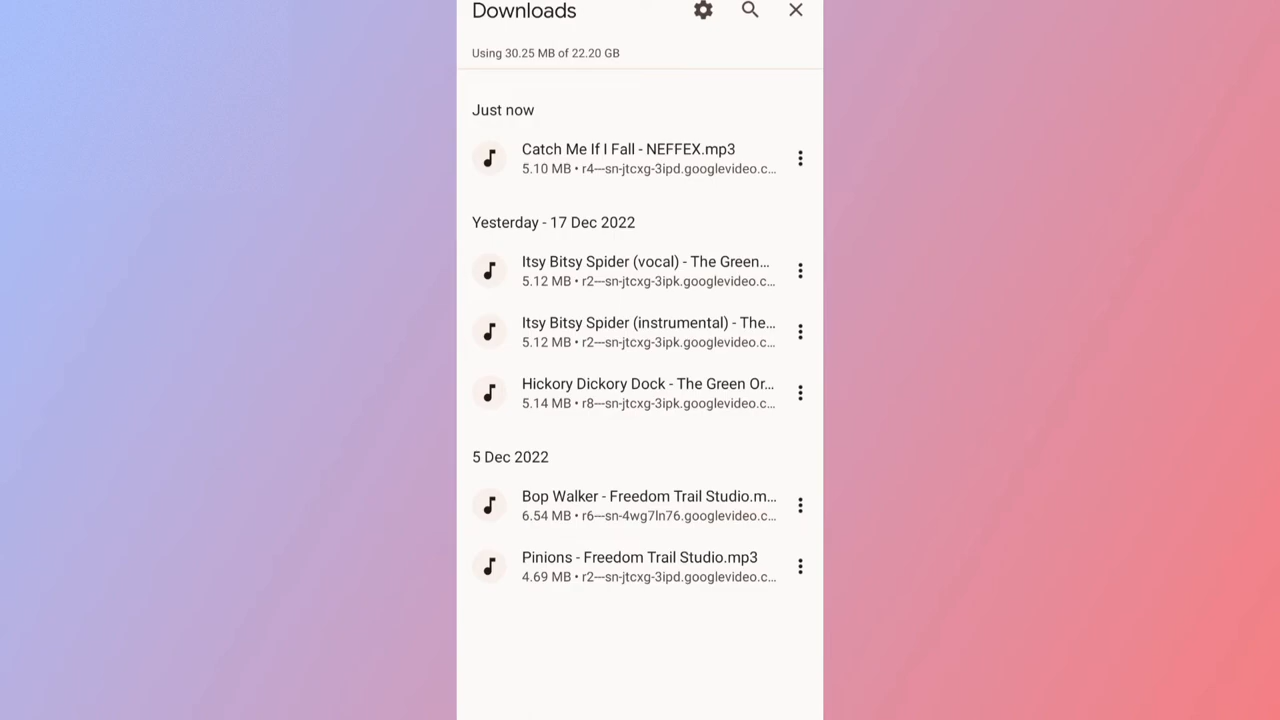 Downloads
Using 30.25 MB of 22.20 GB
Just now
Catch Me If I Fall - NEFFEX.mp3
5.10 MB • r4---sn-jtcxg-3ipd.googlevideo.c...
Yesterday - 17 Dec 2022
Itsy Bitsy Spider (vocal) - The Green...
5.12 MB • r2---sn-jtcxg-3ipk.googlevideo.c...
Itsy Bitsy Spider (instrumental) - The...
5.12 MB • r2---sn-jtcxg-3ipk.googlevideo.c...
Hickory Dickory Dock - The Green Or...
5.14 MB • r8---sn-jtcxg-3ipk.googlevideo.c...
5 Dec 2022
Bop Walker - Freedom Trail Studio.m...
6.54 MB • r6---sn-4wg7ln76.googlevideo.c...
Pinions - Freedom Trail Studio.mp3
4.69 MB • r2---sn-jtcxg-3ipd.googlevideo.c...